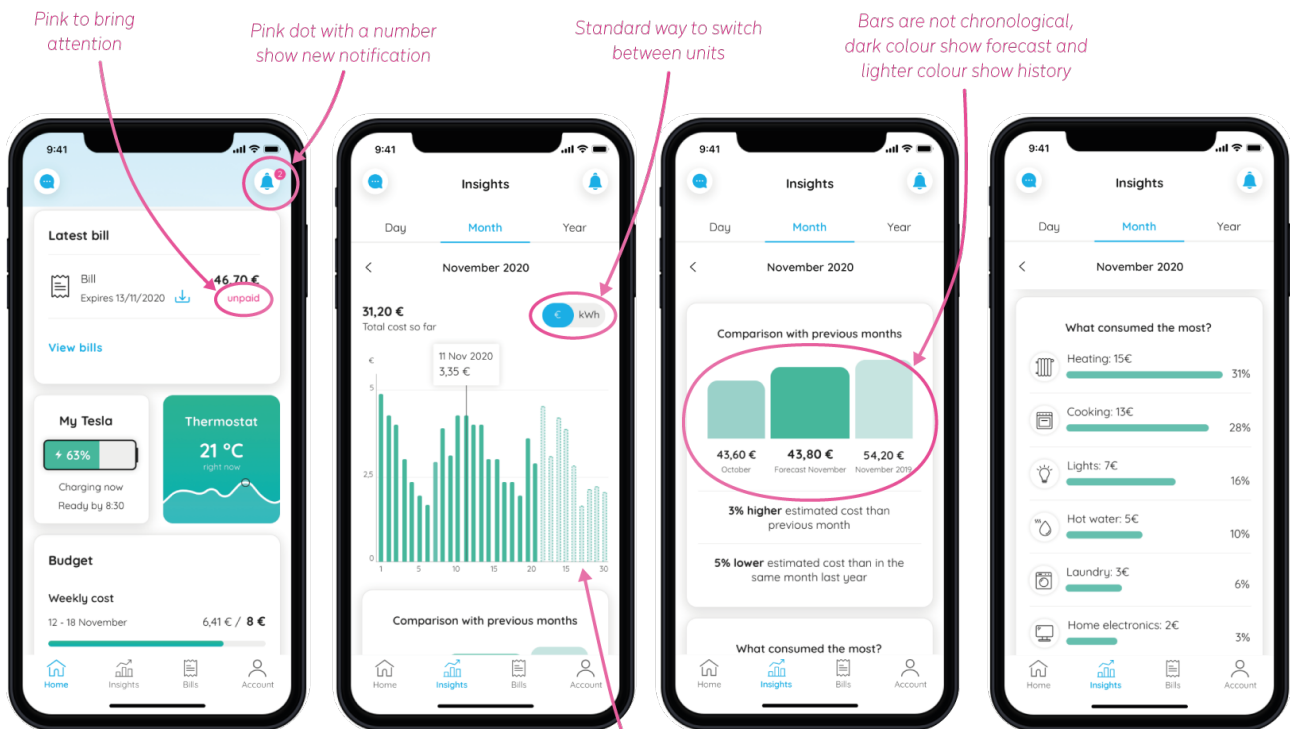 Pink to bring
attention
Pink dot with a number
show new notification
Standard way to switch
between units
Bars are not chronological,
dark colour show forecast and
lighter colour show history
9:41
2
Latest bill
Bill
46,70 €
Expires 13/11/2020
unpaid
View bills
My Tesla
63%
Charging now
Ready by 8:30
Thermostat
21 °C
right now
Budget
Weekly cost
12 - 18 November
6,41 € / 8 €
Home
Insights
Bills
Account
9:41
Insights
Day
Month
Year
<
November 2020
31,20 €
Total cost so far
€
kWh
11 Nov 2020
3,35 €
€
5
2,5
0
1
5
10
15
20
15
30
Comparison with previous months
Home
Insights
Bills
Account
9:41
Insights
Day
Month
Year
<
November 2020
Comparison with previous months
43,60 €
October
43,80 €
Forecast November
54,20 €
November 2019
3% higher estimated cost than
previous month
5% lower estimated cost than in the
same month last year
What consumed the most?
Home
Insights
Bills
Account
9:41
Insights
Day
Month
Year
<
November 2020
What consumed the most?
Heating: 15€
31%
Cooking: 13€
28%
Lights: 7€
16%
Hot water: 5€
10%
Laundry: 3€
6%
Home electronics: 2€
3%
Home
Insights
Bills
Account